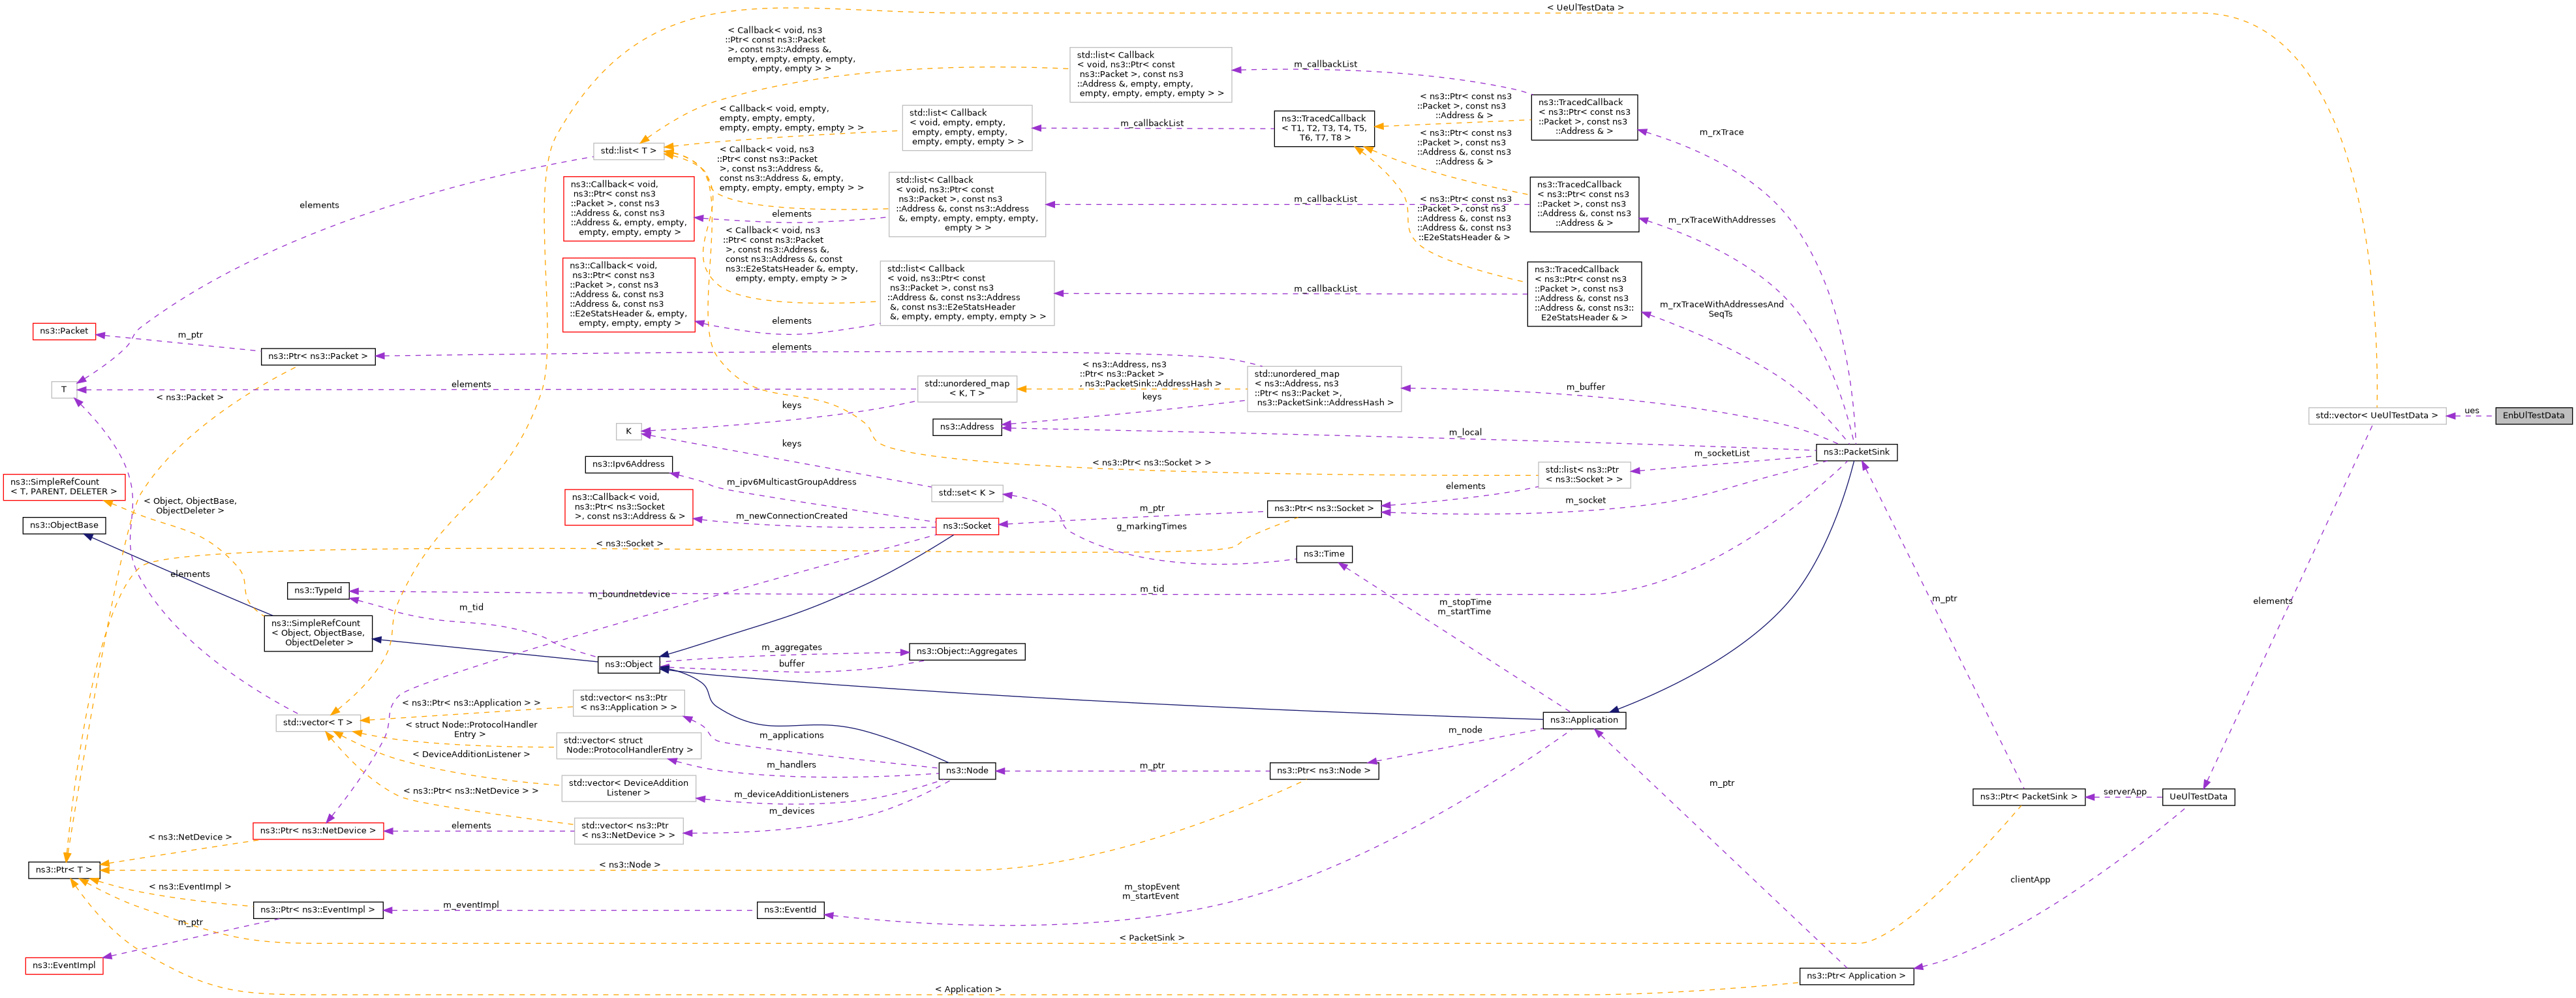 < UeUlTestData >
< Callback< void, ns3
::Ptr< const ns3::Packet
>, const ns3::Address &,
empty, empty, empty, empty,
empty, empty > >
std::list< Callback
< void, ns3::Ptr< const
ns3::Packet >, const ns3
::Address &, empty, empty,
empty, empty, empty, empty > >
m_callbackList
ns3::TracedCallback
< ns3::Ptr< const ns3
::Packet >, const ns3
::Address & >
< ns3::Ptr< const ns3
::Packet >, const ns3
::Address & >
m_rxTrace
< Callback< void, empty,
empty, empty, empty,
empty, empty, empty, empty > >
std::list< Callback
< void, empty, empty,
empty, empty, empty,
empty, empty, empty > >
m_callbackList
ns3::TracedCallback
< T1, T2, T3, T4, T5,
T6, T7, T8 >
< ns3::Ptr< const ns3
::Packet >, const ns3
::Address &, const ns3
::Address & >
std::list< T >
elements
< Callback< void, ns3
::Ptr< const ns3::Packet
>, const ns3::Address &,
const ns3::Address &, empty,
empty, empty, empty, empty > >
ns3::Callback< void,
ns3::Ptr< const ns3
::Packet >, const ns3
::Address &, const ns3
::Address &, empty, empty,
empty, empty, empty >
elements
std::list< Callback
< void, ns3::Ptr< const
ns3::Packet >, const ns3
::Address &, const ns3::Address
&, empty, empty, empty, empty,
empty > >
m_callbackList
ns3::TracedCallback
< ns3::Ptr< const ns3
::Packet >, const ns3
::Address &, const ns3
::Address & >
m_rxTraceWithAddresses
< ns3::Ptr< const ns3
::Packet >, const ns3
::Address &, const ns3
::Address &, const ns3
::E2eStatsHeader & >
< Callback< void, ns3
::Ptr< const ns3::Packet
>, const ns3::Address &,
const ns3::Address &, const
ns3::E2eStatsHeader &, empty,
empty, empty, empty > >
ns3::Callback< void,
ns3::Ptr< const ns3
::Packet >, const ns3
::Address &, const ns3
::Address &, const ns3
::E2eStatsHeader &, empty,
empty, empty, empty >
elements
std::list< Callback
< void, ns3::Ptr< const
ns3::Packet >, const ns3
::Address &, const ns3::Address
&, const ns3::E2eStatsHeader
&, empty, empty, empty, empty > >
m_callbackList
ns3::TracedCallback
< ns3::Ptr< const ns3
::Packet >, const ns3
::Address &, const ns3
::Address &, const ns3::
E2eStatsHeader & >
m_rxTraceWithAddressesAnd
SeqTs
ns3::Packet
m_ptr
ns3::Ptr< ns3::Packet >
elements
T
elements
< ns3::Packet >
std::unordered_map
< K, T >
< ns3::Address, ns3
::Ptr< ns3::Packet >
, ns3::PacketSink::AddressHash >
keys
std::unordered_map
< ns3::Address, ns3
::Ptr< ns3::Packet >,
ns3::PacketSink::AddressHash >
m_buffer
keys
K
ns3::Address
m_local
std::vector< UeUlTestData >
ues
EnbUlTestData
keys
ns3::PacketSink
m_socketList
< ns3::Ptr< ns3::Socket > >
std::list< ns3::Ptr
< ns3::Socket > >
ns3::Ipv6Address
m_ipv6MulticastGroupAddress
std::set< K >
elements
m_socket
ns3::SimpleRefCount
< T, PARENT, DELETER >
< Object, ObjectBase,
ObjectDeleter >
ns3::Callback< void,
ns3::Ptr< ns3::Socket
>, const ns3::Address & >
m_newConnectionCreated
ns3::Socket
m_ptr
g_markingTimes
ns3::Ptr< ns3::Socket >
ns3::ObjectBase
< ns3::Socket >
ns3::Time
elements
ns3::TypeId
m_boundnetdevice
m_tid
m_tid
m_stopTime
m_startTime
m_ptr
elements
ns3::SimpleRefCount
< Object, ObjectBase,
ObjectDeleter >
ns3::Object
m_aggregates
buffer
ns3::Object::Aggregates
< ns3::Ptr< ns3::Application > >
std::vector< ns3::Ptr
< ns3::Application > >
std::vector< T >
< struct Node::ProtocolHandler
Entry >
std::vector< struct
Node::ProtocolHandlerEntry >
m_applications
ns3::Application
m_node
< DeviceAdditionListener >
m_handlers
ns3::Node
m_ptr
ns3::Ptr< ns3::Node >
std::vector< DeviceAddition
Listener >
m_deviceAdditionListeners
< ns3::Ptr< ns3::NetDevice > >
m_devices
m_ptr
ns3::Ptr< PacketSink >
serverApp
UeUlTestData
ns3::Ptr< ns3::NetDevice >
elements
std::vector< ns3::Ptr
< ns3::NetDevice > >
< ns3::NetDevice >
ns3::Ptr< T >
< ns3::Node >
< ns3::EventImpl >
m_stopEvent
m_startEvent
clientApp
ns3::Ptr< ns3::EventImpl >
m_eventImpl
ns3::EventId
m_ptr
< PacketSink >
ns3::EventImpl
ns3::Ptr< Application >
< Application >